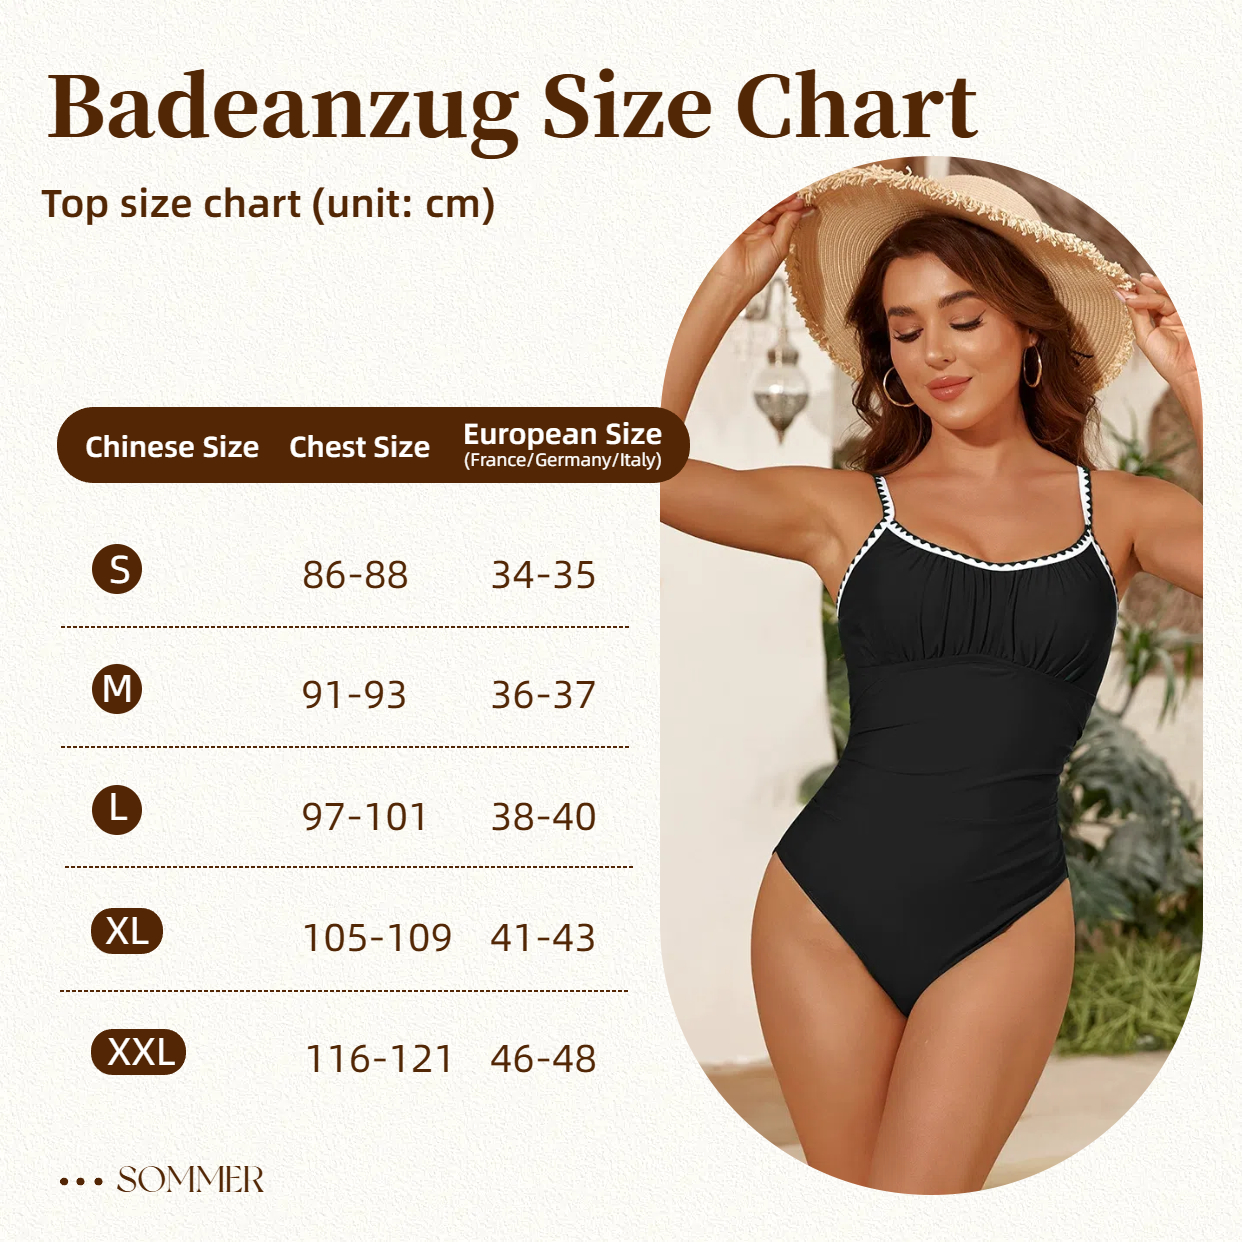 Badeanzug Size Chart
Top size chart (unit: cm)
Chinese Size Chest Size European Size
(France/Germany/Italy)
S 86-88 34-35
M 91-93 36-37
L 97-101 38-40
XL 105-109 41-43
XXL 116-121 46-48
••• SOMMER